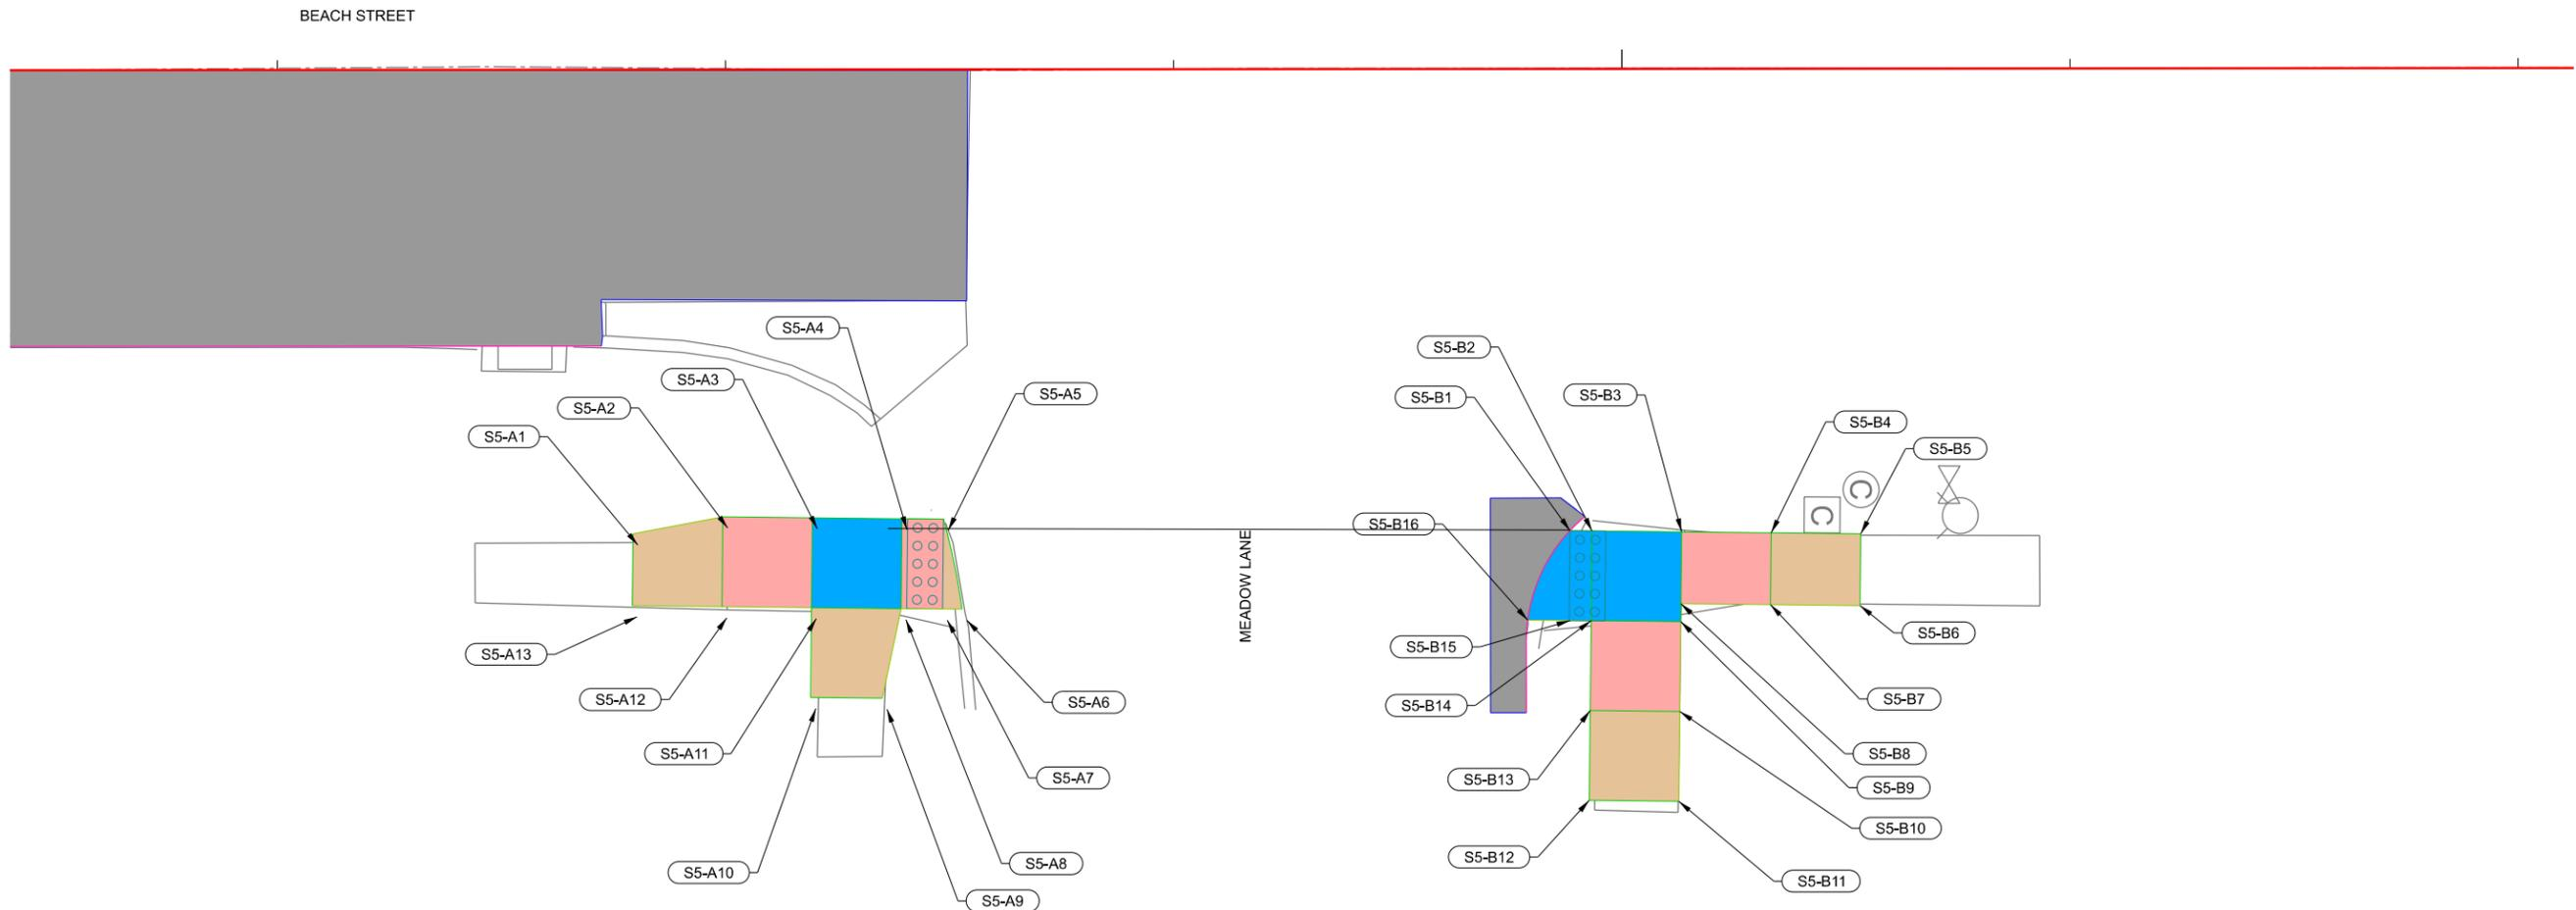 BEACH STREET
S5-A4
S5-B2
S5-A3
S5-A5
S5-B1
S5-B3
S5-A2
S5-B4
S5-A1
S5-B5
C
C
S5-B16
MEADOW LANE
S5-B6
S5-A13
S5-B15
S5-A12
S5-A6
S5-B14
S5-B7
S5-A11
S5-B8
S5-A7
S5-B13
S5-B9
S5-B10
S5-A10
S5-A8
S5-B12
S5-B11
S5-A9